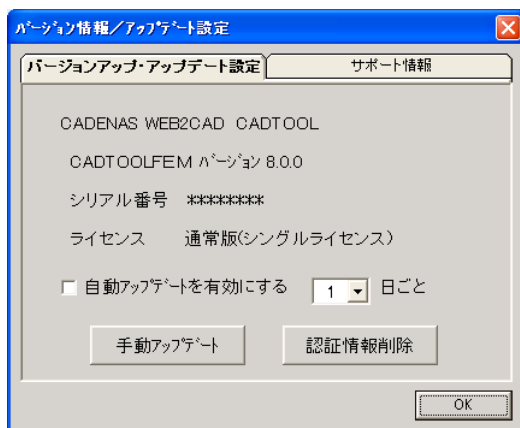 ﾊﾞｰｼﾞｮﾝ情報／ｱｯﾌﾟﾃﾞｰﾄ設定
バージョンアップ・アップデート設定
サポート情報
CADENAS WEB2CAD CADTOOL
CADTOOLFEM ﾊﾞｰｼﾞｮﾝ 8.0.0
シリアル番号 ********
ライセンス 通常版(シングルライセンス)
自動ｱｯﾌﾟﾃﾞｰﾄを有効にする 1 日ごと
手動ｱｯﾌﾟﾃﾞｰﾄ 認証情報削除
OK